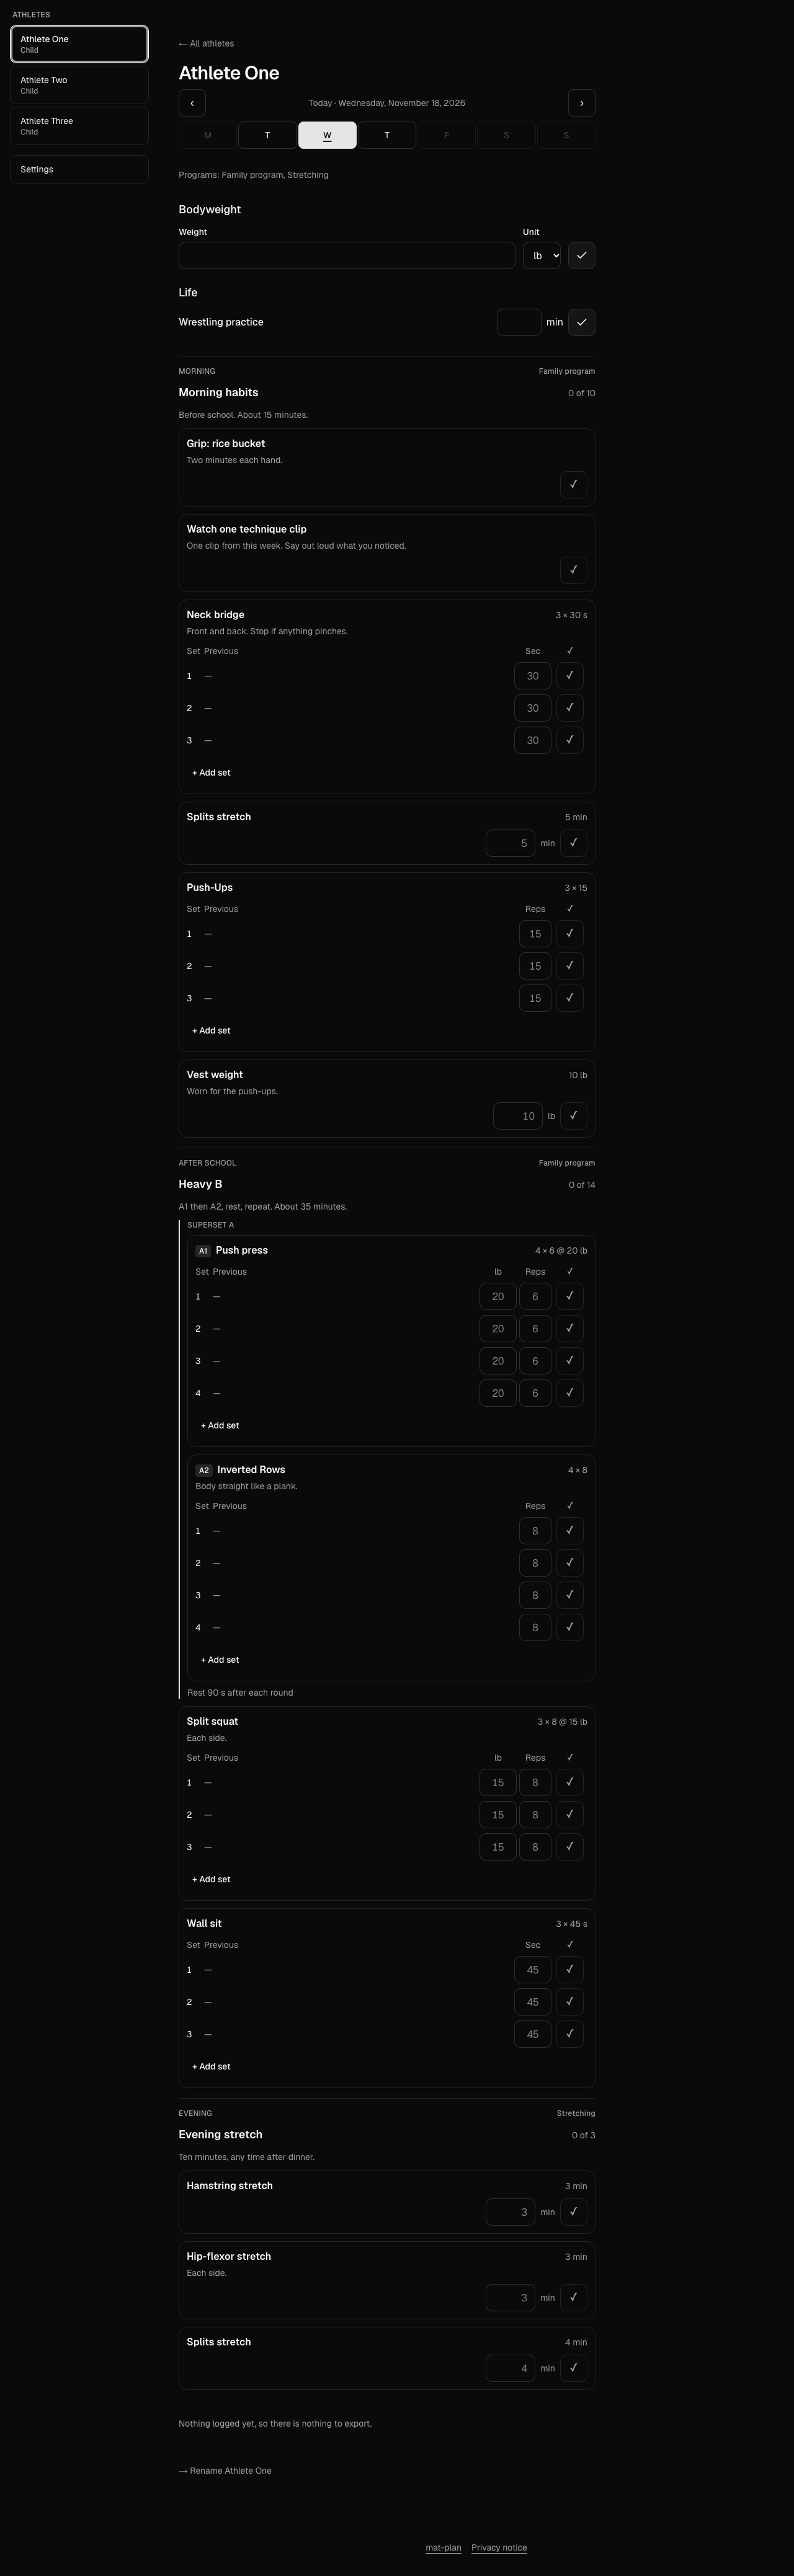 ATHLETES
Athlete One
Child
Athlete Two
Child
Athlete Three
Child
Settings
← All athletes
Athlete One
‹ Today · Wednesday, November 18, 2026 ›
M T W T F S S
Programs: Family program, Stretching
Bodyweight
Weight Unit
lb ✓
Life
Wrestling practice min ✓
MORNING Family program
Morning habits 0 of 10
Before school. About 15 minutes.
Grip: rice bucket
Two minutes each hand.
✓
Watch one technique clip
One clip from this week. Say out loud what you noticed.
✓
Neck bridge 3 × 30 s
Front and back. Stop if anything pinches.
Set Previous Sec ✓
1 — 30 ✓
2 — 30 ✓
3 — 30 ✓
+ Add set
Splits stretch 5 min
5 min ✓
Push-Ups 3 × 15
Set Previous Reps ✓
1 — 15 ✓
2 — 15 ✓
3 — 15 ✓
+ Add set
Vest weight 10 lb
Worn for the push-ups.
10 lb ✓
AFTER SCHOOL Family program
Heavy B 0 of 14
A1 then A2, rest, repeat. About 35 minutes.
SUPERSET A
A1 Push press 4 × 6 @ 20 lb
Set Previous lb Reps ✓
1 — 20 6 ✓
2 — 20 6 ✓
3 — 20 6 ✓
4 — 20 6 ✓
+ Add set
A2 Inverted Rows 4 × 8
Body straight like a plank.
Set Previous Reps ✓
1 — 8 ✓
2 — 8 ✓
3 — 8 ✓
4 — 8 ✓
+ Add set
Rest 90 s after each round
Split squat 3 × 8 @ 15 lb
Each side.
Set Previous lb Reps ✓
1 — 15 8 ✓
2 — 15 8 ✓
3 — 15 8 ✓
+ Add set
Wall sit 3 × 45 s
Set Previous Sec ✓
1 — 45 ✓
2 — 45 ✓
3 — 45 ✓
+ Add set
EVENING Stretching
Evening stretch 0 of 3
Ten minutes, any time after dinner.
Hamstring stretch 3 min
3 min ✓
Hip-flexor stretch 3 min
Each side.
3 min ✓
Splits stretch 4 min
4 min ✓
Nothing logged yet, so there is nothing to export.
→ Rename Athlete One
mat-plan Privacy notice